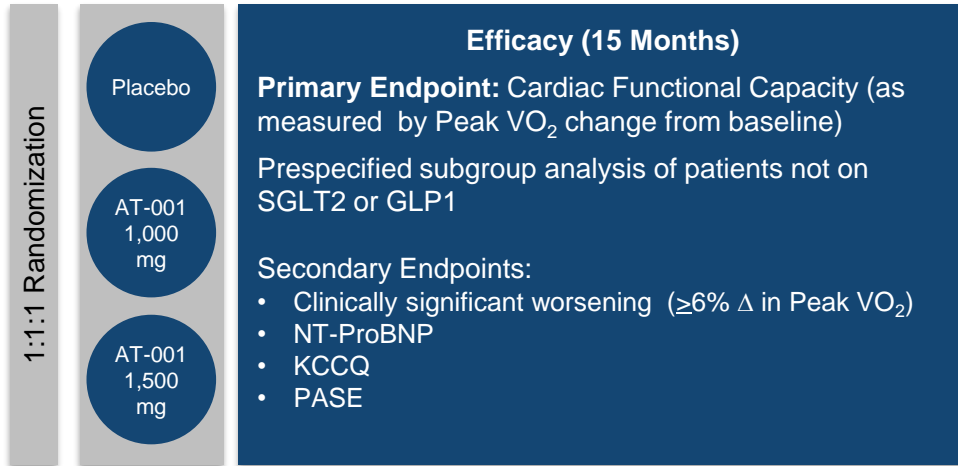 1:1:1 Randomization
Placebo
AT-001
1,000
mg
AT-001
1,500
mg
Efficacy (15 Months)
Primary Endpoint: Cardiac Functional Capacity (as
measured by Peak VO₂ change from baseline)
Prespecified subgroup analysis of patients not on
SGLT2 or GLP1
Secondary Endpoints:
• Clinically significant worsening (≥6% Δ in Peak VO₂)
• NT-ProBNP
• KCCQ
• PASE